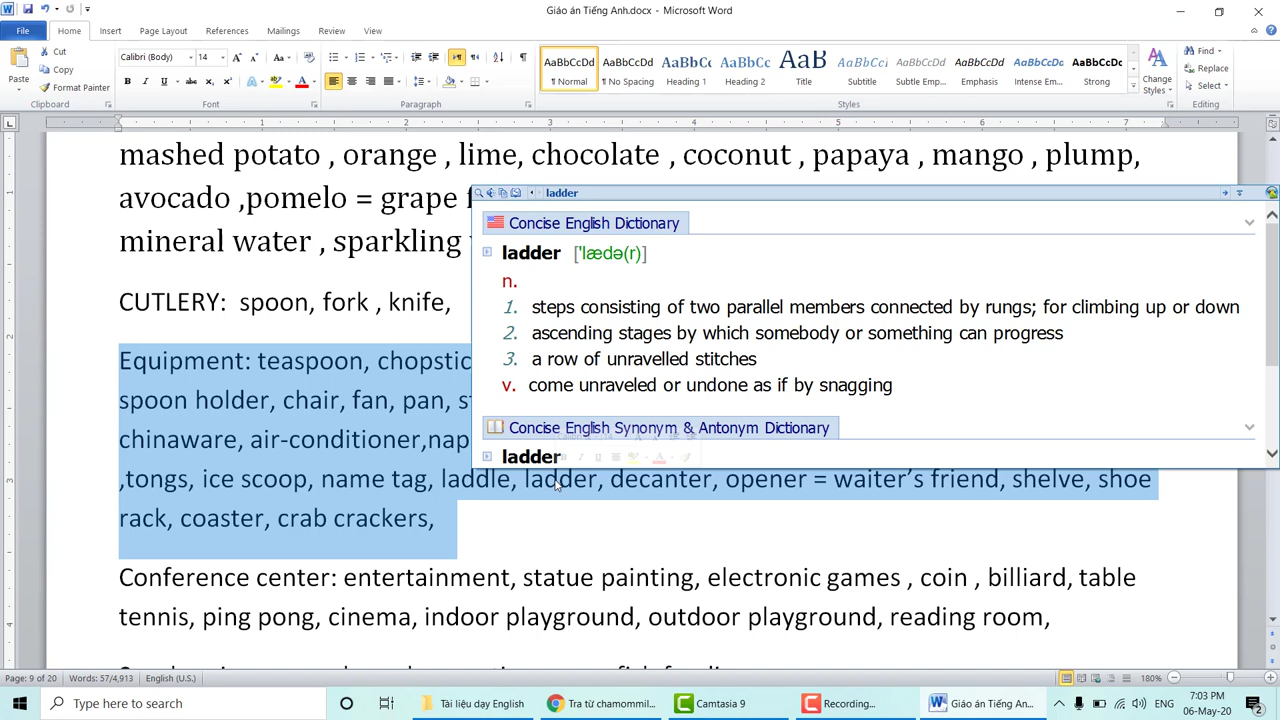 Giáo án Tiếng Anh.docx - Microsoft Word
File Home Insert Page Layout References Mailings Review View
Cut
Copy
Format Painter
Paste
Clipboard
Calibri (Body) 14
Font
Paragraph
AaBbCcDd AaBbCcDd AaBbC AaBbCc AaB AaBbCc AaBbCcDd AaBbCcDd AaBbCcDd AaBbCcDd
¶ Normal ¶ No Spacing Heading 1 Heading 2 Title Subtitle Subtle Emp... Emphasis Intense Em... Strong
Change Styles
Styles
Find
Replace
Select
Editing
1 2 3 4 5 6 7
mashed potato , orange , lime, chocolate , coconut , papaya , mango , plump,
avocado ,pomelo = grape f
mineral water , sparkling
CUTLERY: spoon, fork , knife,
Equipment: teaspoon, chopstic
spoon holder, chair, fan, pan, s
chinaware, air-conditioner,nap
,tongs, ice scoop, name tag, laddle, ladder, decanter, opener = waiter’s friend, shelve, shoe
rack, coaster, crab crackers,
Conference center: entertainment, statue painting, electronic games , coin , billiard, table
tennis, ping pong, cinema, indoor playground, outdoor playground, reading room,
ladder
Concise English Dictionary
ladder ['lædə(r)]
n.
1. steps consisting of two parallel members connected by rungs; for climbing up or down
2. ascending stages by which somebody or something can progress
3. a row of unravelled stitches
v. come unraveled or undone as if by snagging
Concise English Synonym & Antonym Dictionary
ladder
Page: 9 of 20 Words: 57/4,913 English (U.S.) 180%
Type here to search
Tài liệu dạy English
Tra từ chamommil...
Camtasia 9
Recording...
Giáo án Tiếng An...
7:03 PM
06-May-20
2